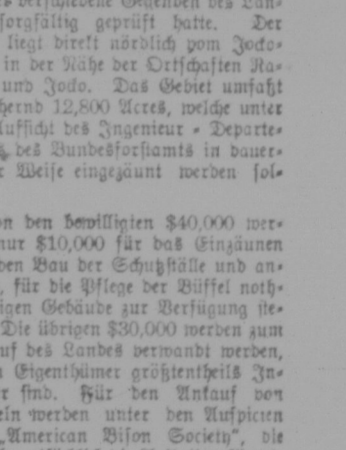 verschiedene Gegenden des Lan-
sorgfältig geprüft hatte. Der
liegt direkt nördlich vom Jocko-
in der Nähe der Ortschaften Ra-
und Jocko. Das Gebiet umfaßt
hernd 12,800 Acres, welche unter
Aufsicht des Ingenieur - Departe-
des Bundesforstamts in dauer-
r Weise eingezäunt werden sol-
on den bewilligten $40,000 wer-
nur $10,000 für das Einzäunen
den Bau der Schutzställe und an-
, für die Pflege der Büffel noth-
igen Gebäude zur Verfügung ste-
Die übrigen $30,000 werden zum
uf des Landes verwandt werden,
n Eigenthümer größtentheils In-
r sind. Für den Ankauf von
eln werden unter den Auspicien
„American Bison Society“, die